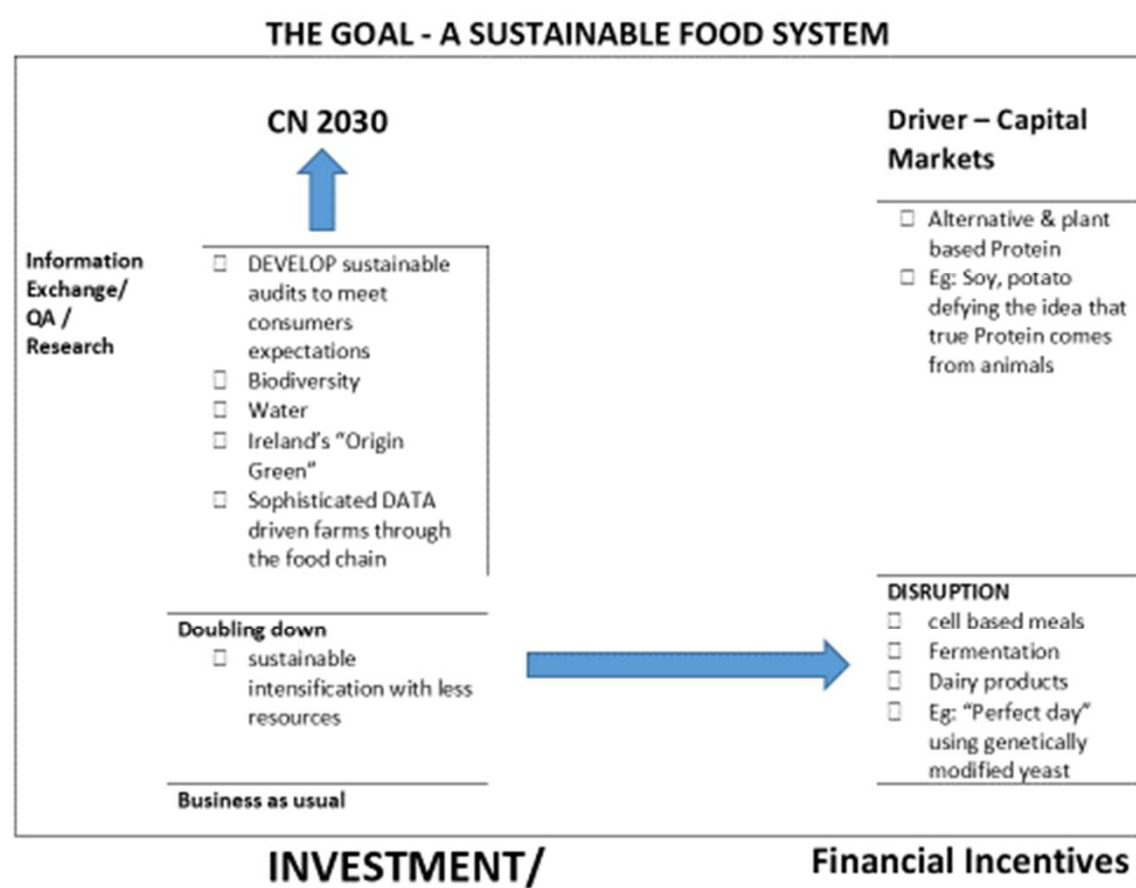 THE GOAL - A SUSTAINABLE FOOD SYSTEM
CN 2030
Information
Exchange/
QA /
Research
DEVELOP sustainable
audits to meet
consumers
expectations
Biodiversity
Water
Ireland's "Origin
Green"
Sophisticated DATA
driven farms through
the food chain
Doubling down
sustainable
intensification with less
resources
Business as usual
Driver – Capital
Markets
Alternative & plant
based Protein
Eg: Soy, potato
defying the idea that
true Protein comes
from animals
DISRUPTION
cell based meals
Fermentation
Dairy products
Eg: "Perfect day"
using genetically
modified yeast
INVESTMENT/
Financial Incentives